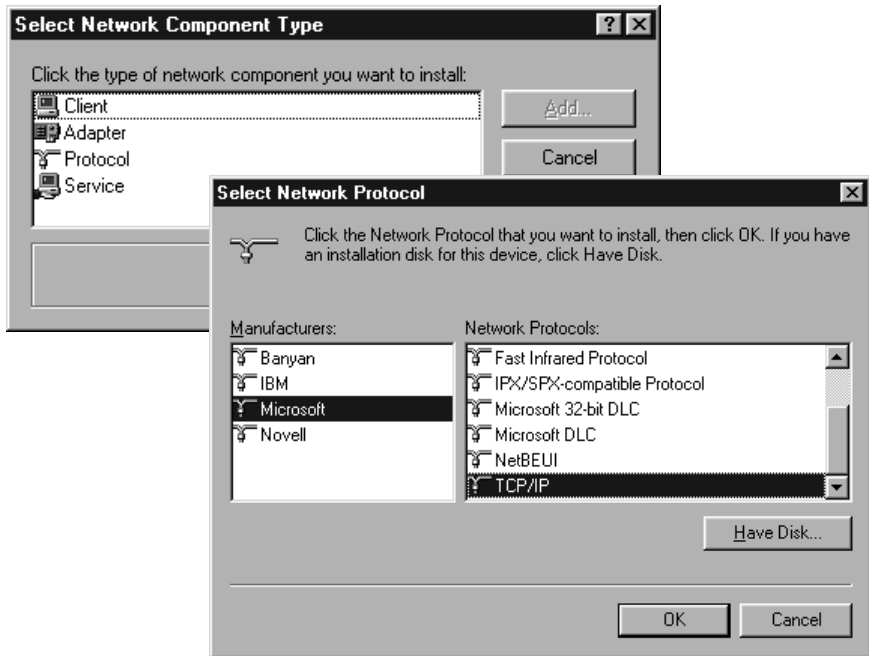 Select Network Component Type
Click the type of network component you want to install:
Client
Adapter
Protocol
Service
Add...
Cancel
Select Network Protocol
Click the Network Protocol that you want to install, then click OK. If you have
an installation disk for this device, click Have Disk.
Manufacturers:
Banyan
IBM
Microsoft
Novell
Network Protocols:
Fast Infrared Protocol
IPX/SPX-compatible Protocol
Microsoft 32-bit DLC
Microsoft DLC
NetBEUI
TCP/IP
Have Disk...
OK
Cancel